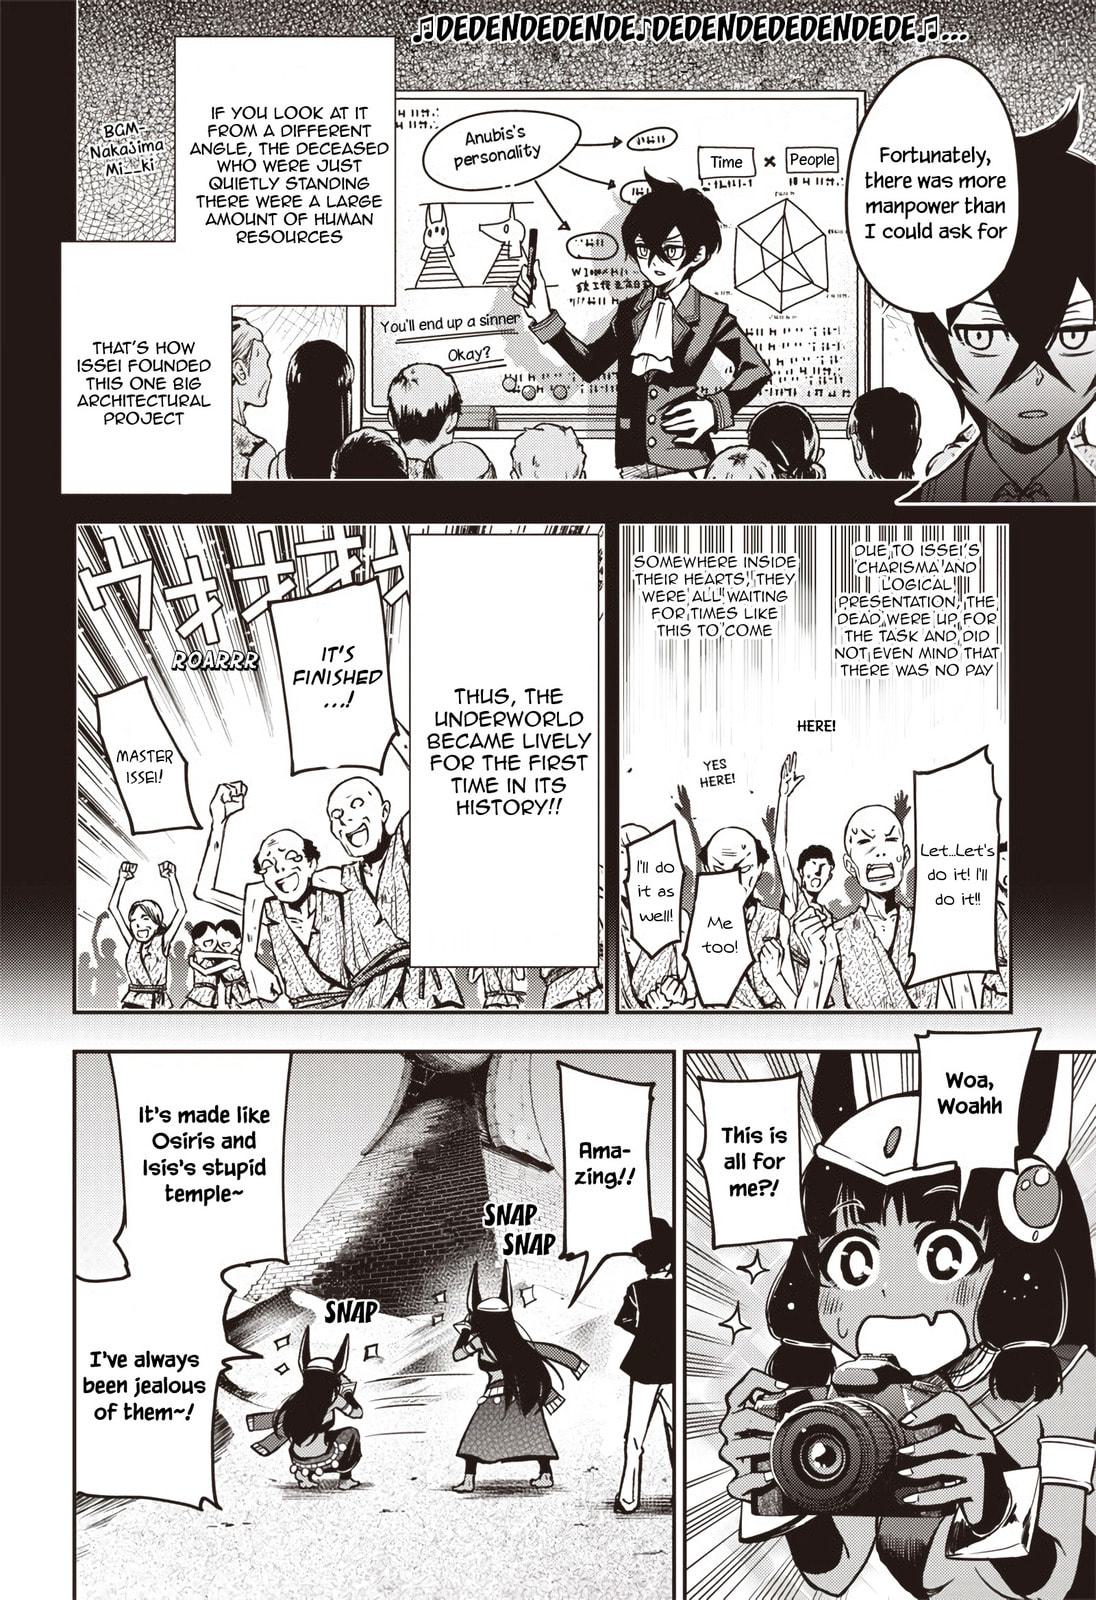 ♫DEDENDEDENDE♪DEDENDEDEDENDEDE♫...
Fortunately,
there was more
manpower than
I could ask for
Anubis's
personality
Time × People
You'll end up a sinner
Okay?
IF YOU LOOK AT IT
FROM A DIFFERENT
ANGLE, THE DECEASED
WHO WERE JUST
QUIETLY STANDING
THERE WERE A LARGE
AMOUNT OF HUMAN
RESOURCES
BGM-
Nakajima
Mi__ki
THAT'S HOW
ISSEI FOUNDED
THIS ONE BIG
ARCHITECTURAL
PROJECT
DUE TO ISSEI'S
CHARISMA AND
LOGICAL
PRESENTATION, THE
DEAD WERE UP FOR
THE TASK AND DID
NOT EVEN MIND THAT
THERE WAS NO PAY
SOMEWHERE INSIDE
THEIR HEARTS, THEY
WERE ALL WAITING
FOR TIMES LIKE
THIS TO COME
HERE!
YES
HERE!
Let...Let's
do it! I'll
do it!!
Me
too!
I'll do
it as
well!
THUS, THE
UNDERWORLD
BECAME LIVELY
FOR THE FIRST
TIME IN ITS
HISTORY!!
ROARRR
IT'S
FINISHED
...!
MASTER
ISSEI!
Woa,
Woahh
This is
all for
me?!
Ama-
zing!!
SNAP
SNAP
SNAP
It's made like
Osiris and
Isis's stupid
temple~
I've always
been jealous
of them~!